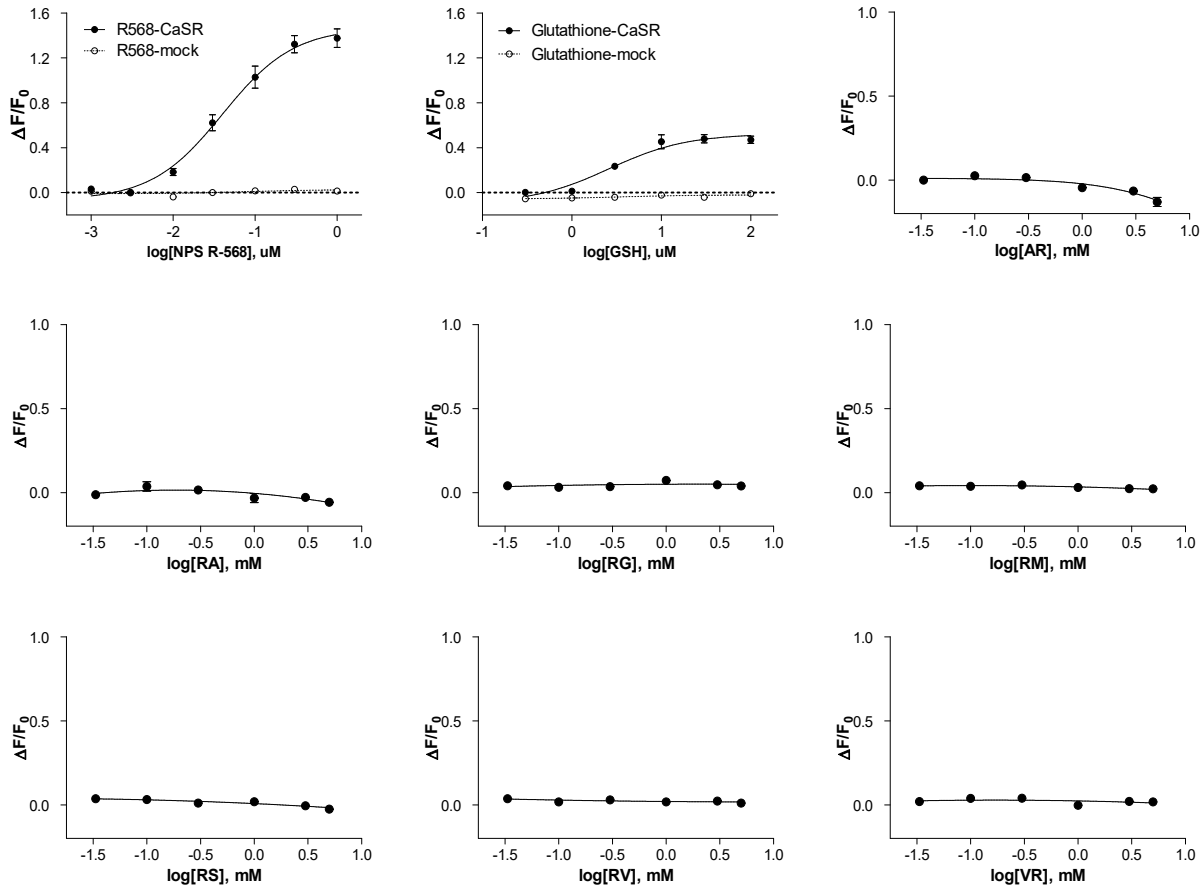 1.6
1.2
0.8
0.4
0.0
ΔF/F0
R568-CaSR
R568-mock
-3 -2 -1 0
log[NPS R-568], uM
1.6
1.2
0.8
0.4
0.0
ΔF/F0
Glutathione-CaSR
Glutathione-mock
-1 0 1 2
log[GSH], uM
1.0
0.5
0.0
ΔF/F0
-1.5 -1.0 -0.5 0.0 0.5 1.0
log[AR], mM
1.0
0.5
0.0
ΔF/F0
-1.5 -1.0 -0.5 0.0 0.5 1.0
log[RA], mM
1.0
0.5
0.0
ΔF/F0
-1.5 -1.0 -0.5 0.0 0.5 1.0
log[RG], mM
1.0
0.5
0.0
ΔF/F0
-1.5 -1.0 -0.5 0.0 0.5 1.0
log[RM], mM
1.0
0.5
0.0
ΔF/F0
-1.5 -1.0 -0.5 0.0 0.5 1.0
log[RS], mM
1.0
0.5
0.0
ΔF/F0
-1.5 -1.0 -0.5 0.0 0.5 1.0
log[RV], mM
1.0
0.5
0.0
ΔF/F0
-1.5 -1.0 -0.5 0.0 0.5 1.0
log[VR], mM